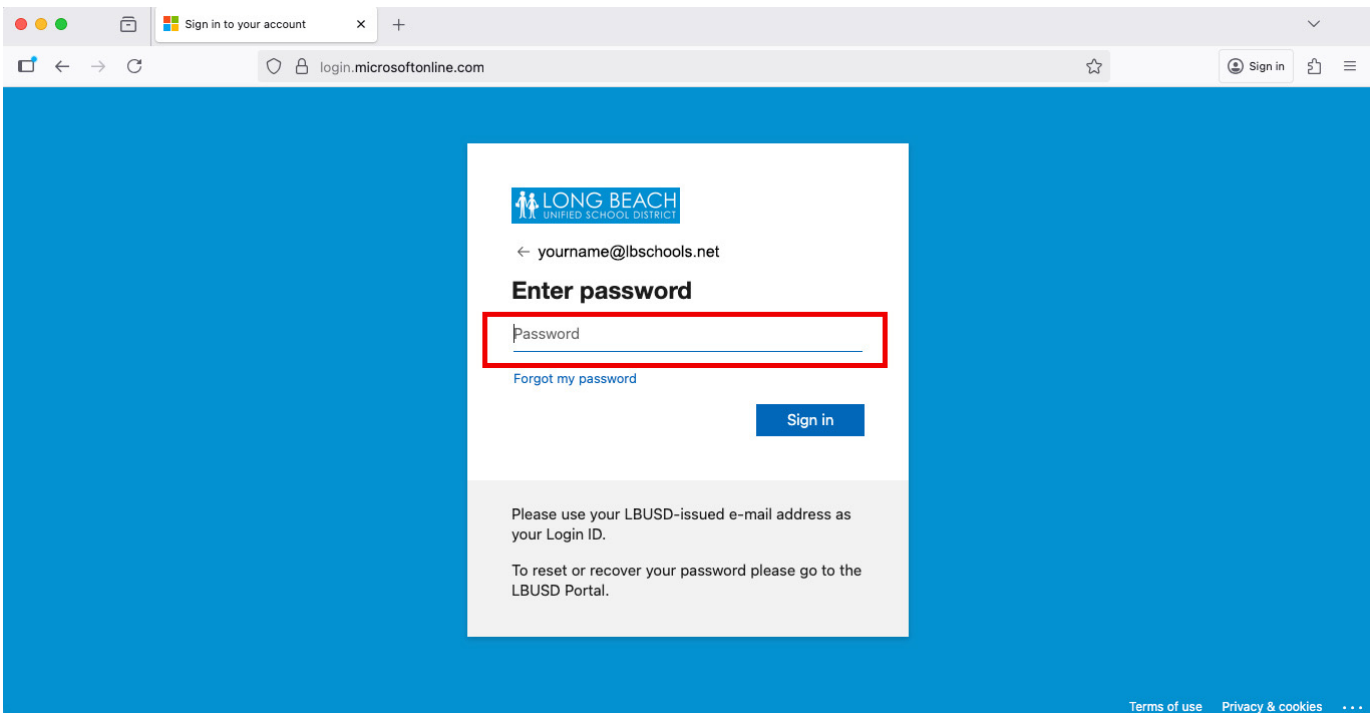 Sign in to your account
login.microsoftonline.com
Sign in
LONG BEACH
UNIFIED SCHOOL DISTRICT
yourname@lbschools.net
Enter password
Password
Forgot my password
Sign in
Please use your LBUSD-issued e-mail address as
your Login ID.
To reset or recover your password please go to the
LBUSD Portal.
Terms of use Privacy & cookies ...